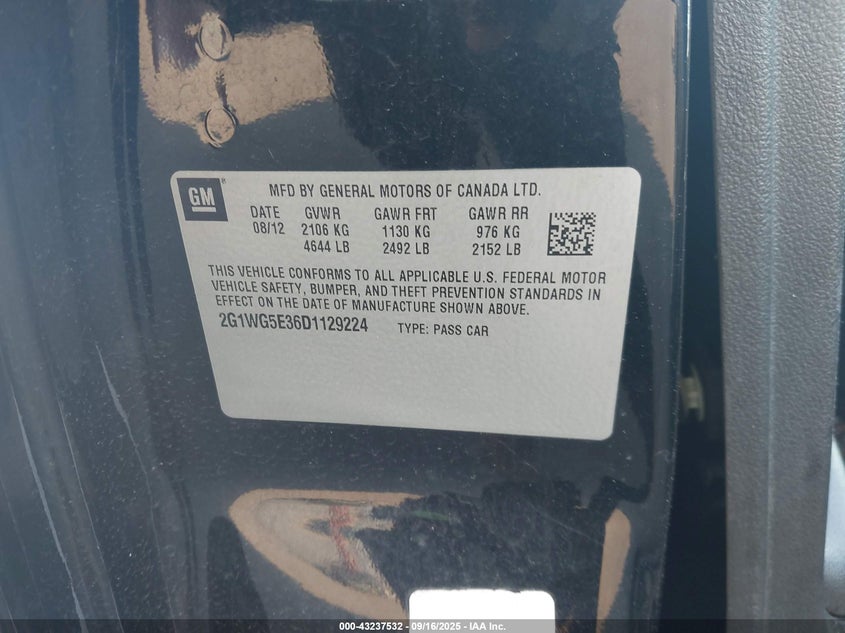 GM ® MFD BY GENERAL MOTORS OF CANADA LTD.
DATE GVWR GAWR FRT GAWR RR
08/12 2106 KG 1130 KG 976 KG
4644 LB 2492 LB 2152 LB
THIS VEHICLE CONFORMS TO ALL APPLICABLE U.S. FEDERAL MOTOR
VEHICLE SAFETY, BUMPER, AND THEFT PREVENTION STANDARDS IN
EFFECT ON THE DATE OF MANUFACTURE SHOWN ABOVE.
2G1WG5E36D1129224 TYPE: PASS CAR
000-43237532 - 09/16/2025 - IAA Inc.